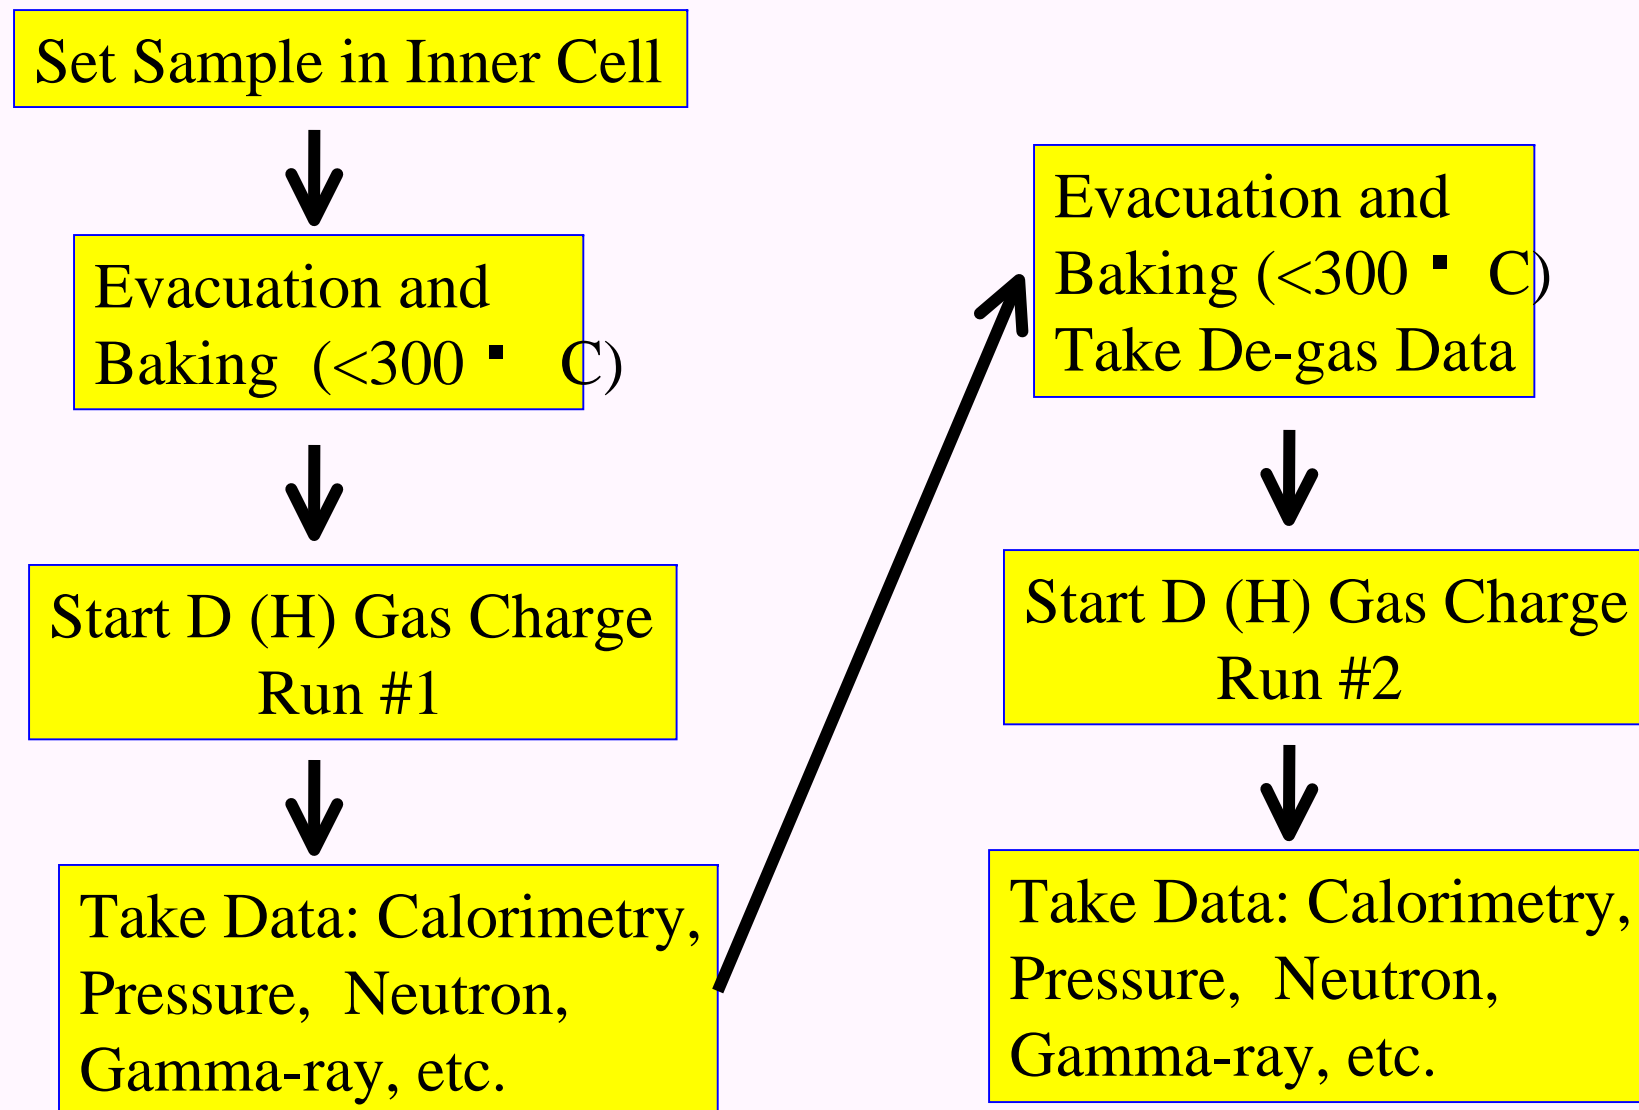 Set Sample in Inner Cell
Evacuation and
Baking (<300 ▪ C)
Start D (H) Gas Charge
Run #1
Take Data: Calorimetry,
Pressure, Neutron,
Gamma-ray, etc.
Evacuation and
Baking (<300 ▪ C)
Take De-gas Data
Start D (H) Gas Charge
Run #2
Take Data: Calorimetry,
Pressure, Neutron,
Gamma-ray, etc.